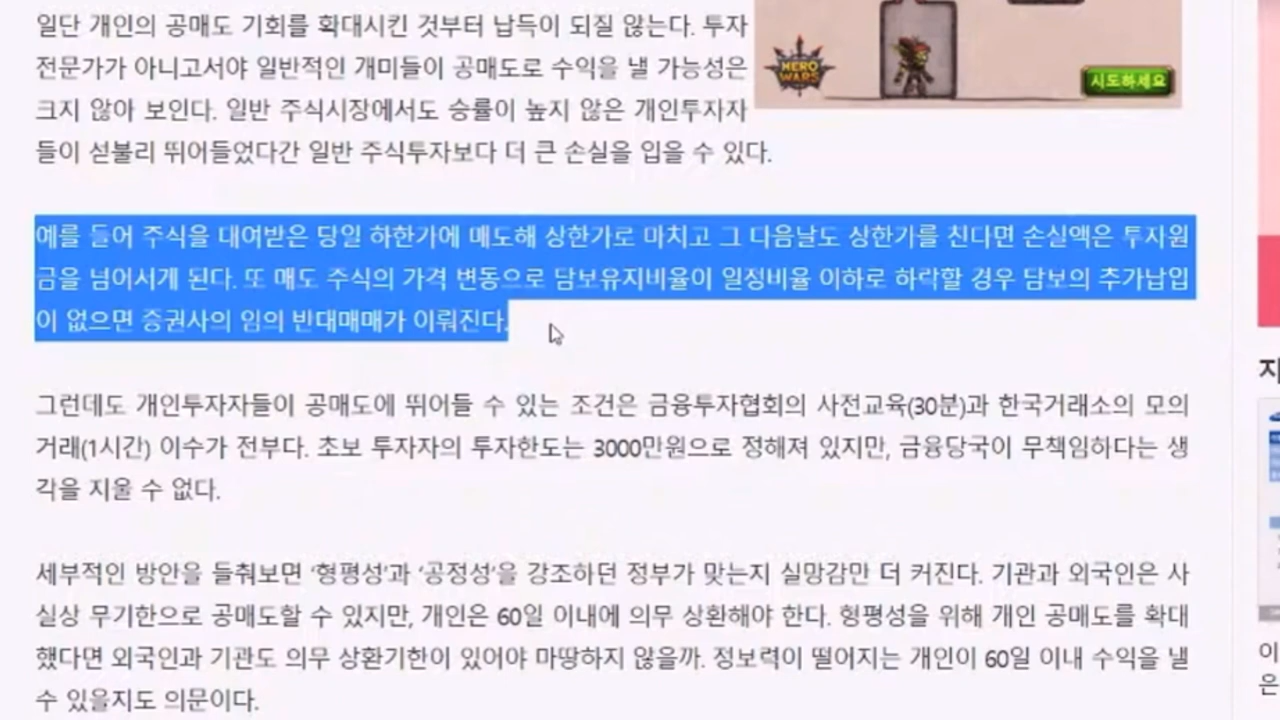 일단 개인의 공매도 기회를 확대시킨 것부터 납득이 되질 않는다. 투자
전문가가 아니고서야 일반적인 개미들이 공매도로 수익을 낼 가능성은
크지 않아 보인다. 일반 주식시장에서도 승률이 높지 않은 개인투자자
들이 섣불리 뛰어들었다간 일반 주식투자보다 더 큰 손실을 입을 수 있다.
HERO
WARS
시도하세요
예를 들어 주식을 대여받은 당일 하한가에 매도해 상한가로 마치고 그 다음날도 상한가를 친다면 손실액은 투자원
금을 넘어서게 된다. 또 매도 주식의 가격 변동으로 담보유지비율이 일정비율 이하로 하락할 경우 담보의 추가납입
이 없으면 증권사의 임의 반대매매가 이뤄진다.
그런데도 개인투자자들이 공매도에 뛰어들 수 있는 조건은 금융투자협회의 사전교육(30분)과 한국거래소의 모의
거래(1시간) 이수가 전부다. 초보 투자자의 투자한도는 3000만원으로 정해져 있지만, 금융당국이 무책임하다는 생
각을 지울 수 없다.
세부적인 방안을 들춰보면 ‘형평성’과 ‘공정성’을 강조하던 정부가 맞는지 실망감만 더 커진다. 기관과 외국인은 사
실상 무기한으로 공매도할 수 있지만, 개인은 60일 이내에 의무 상환해야 한다. 형평성을 위해 개인 공매도를 확대
했다면 외국인과 기관도 의무 상환기한이 있어야 마땅하지 않을까. 정보력이 떨어지는 개인이 60일 이내 수익을 낼
수 있을지도 의문이다.
이
은